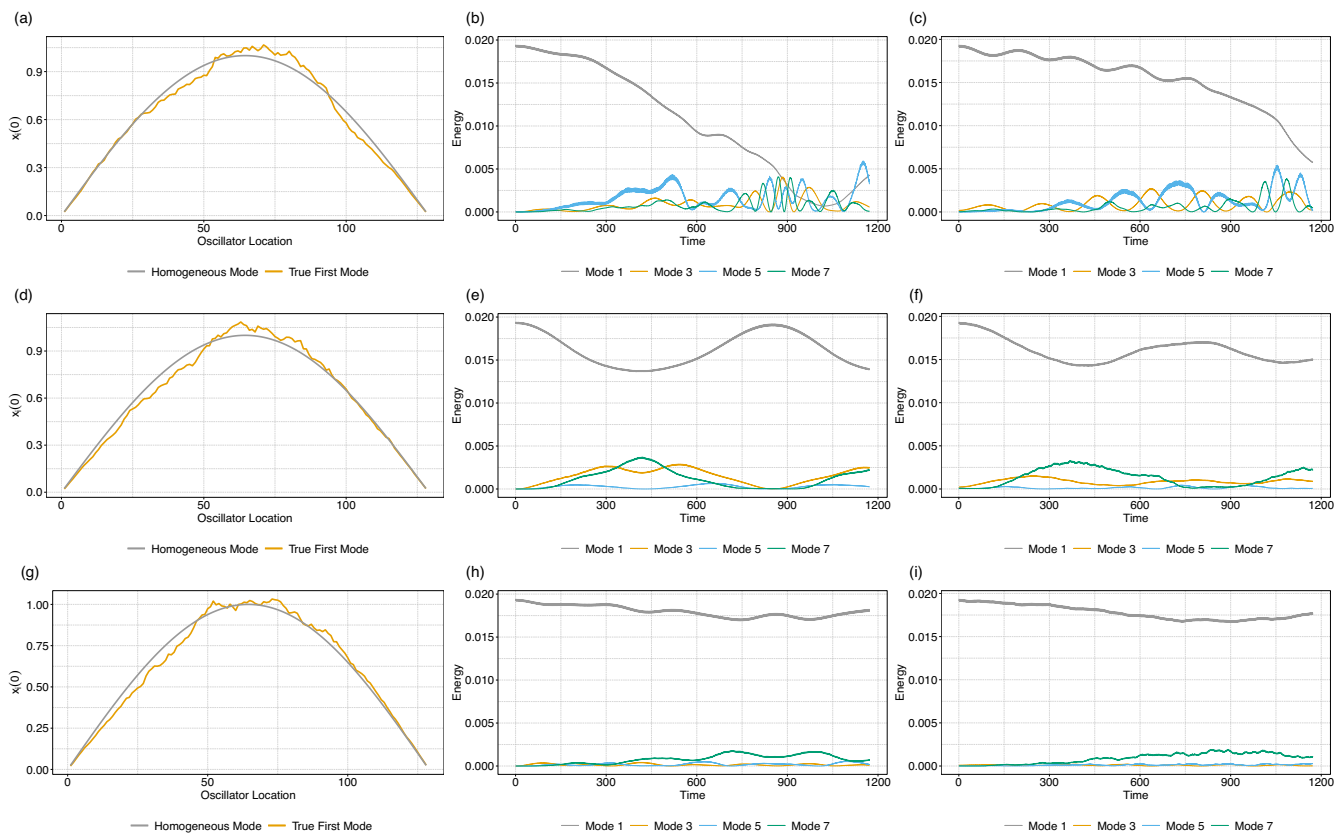 (a)
(b)
(c)
xi(0)
1.2
0.9
0.6
0.3
0.0
0
50
100
Oscillator Location
Homogeneous Mode
True First Mode
Energy
0.020
0.015
0.010
0.005
0.000
0
300
600
900
1200
Time
Mode 1
Mode 3
Mode 5
Mode 7
Energy
0.020
0.015
0.010
0.005
0.000
0
300
600
900
1200
Time
Mode 1
Mode 3
Mode 5
Mode 7
(d)
(e)
(f)
xi(0)
0.9
0.6
0.3
0.0
0
50
100
Oscillator Location
Homogeneous Mode
True First Mode
Energy
0.020
0.015
0.010
0.005
0.000
0
300
600
900
1200
Time
Mode 1
Mode 3
Mode 5
Mode 7
Energy
0.020
0.015
0.010
0.005
0.000
0
300
600
900
1200
Time
Mode 1
Mode 3
Mode 5
Mode 7
(g)
(h)
(i)
xi(0)
1.00
0.75
0.50
0.25
0.00
0
50
100
Oscillator Location
Homogeneous Mode
True First Mode
Energy
0.020
0.015
0.010
0.005
0.000
0
300
600
900
1200
Time
Mode 1
Mode 3
Mode 5
Mode 7
Energy
0.020
0.015
0.010
0.005
0.000
0
300
600
900
1200
Time
Mode 1
Mode 3
Mode 5
Mode 7